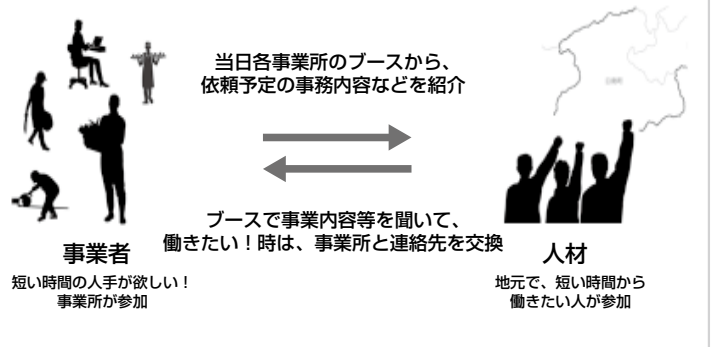 当日各事業所のブースから、
依頼予定の事務内容などを紹介
ブースで事業内容等を聞いて、
働きたい！時は、事業所と連絡先を交換
事業者
短い時間の人手が欲しい！
事業所が参加
人材
地元で、短い時間から
働きたい人が参加